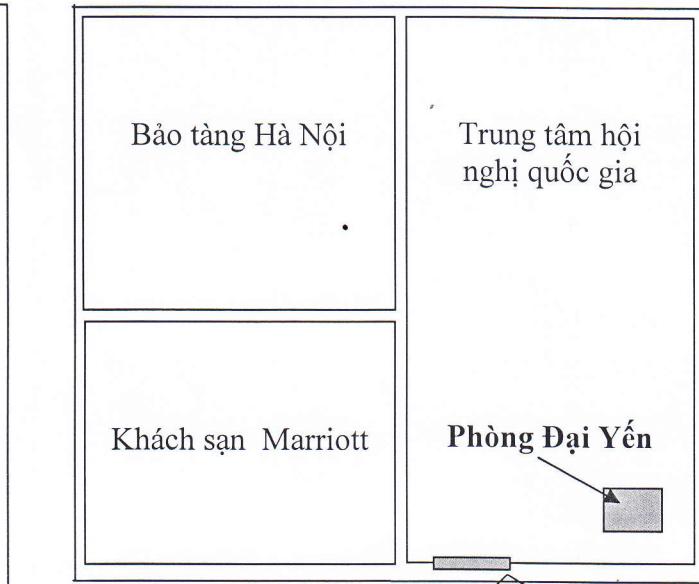 Bảo tàng Hà Nội
Trung tâm hội
nghị quốc gia
Khách sạn Marriott
Phòng Đại Yến